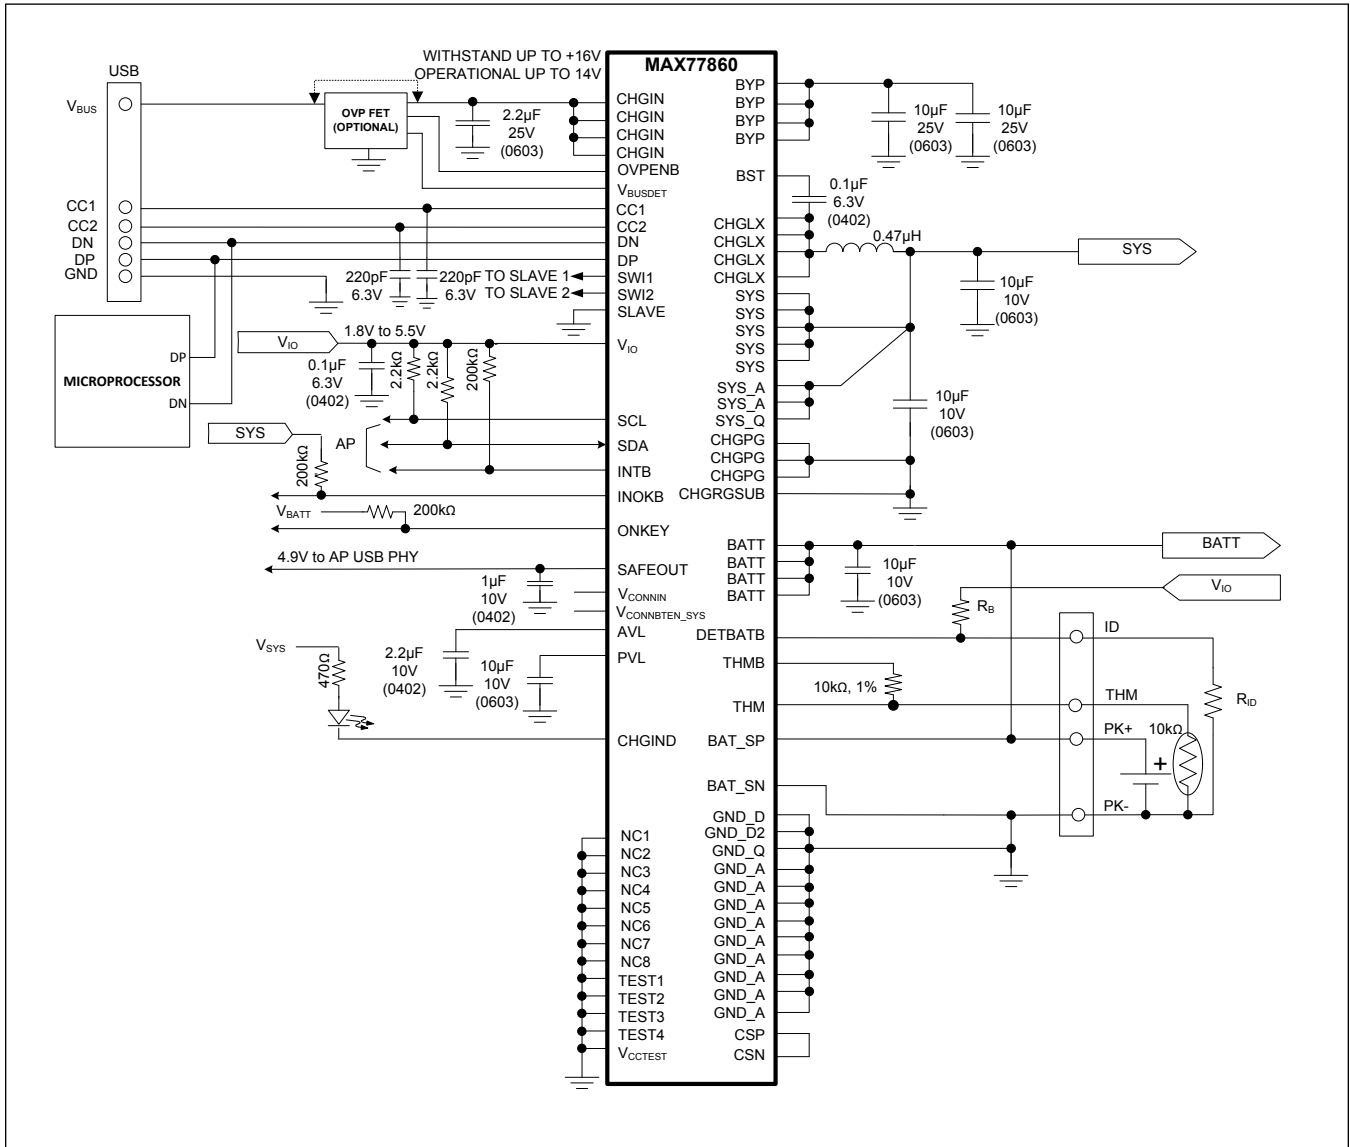 WITHSTAND UP TO +16V
OPERATIONAL UP TO 14V
USB
VBUS
OVP FET
(OPTIONAL)
2.2µF
25V
(0603)
CC1
CC2
DN
DP
GND
220pF
6.3V
220pF
6.3V
TO SLAVE 1
TO SLAVE 2
MICROPROCESSOR
DP
DN
VIO
1.8V to 5.5V
0.1µF
6.3V
(0402)
2.2kΩ
2.2kΩ
200kΩ
SYS
AP
200kΩ
VBATT
200kΩ
4.9V to AP USB PHY
1µF
10V
(0402)
VSYS
470Ω
2.2µF
10V
(0402)
10µF
10V
(0603)
MAX77860
CHGIN
CHGIN
CHGIN
CHGIN
OVPENB
VBUSDET
CC1
CC2
DN
DP
SWI1
SWI2
SLAVE
VIO
SCL
SDA
INTB
INOKB
ONKEY
SAFEOUT
VCONNIN
VCONNBTEN_SYS
AVL
PVL
CHGIND
NC1
NC2
NC3
NC4
NC5
NC6
NC7
NC8
TEST1
TEST2
TEST3
TEST4
VCCTEST
BYP
BYP
BYP
BYP
BST
CHGLX
CHGLX
CHGLX
CHGLX
SYS
SYS
SYS
SYS
SYS
SYS_A
SYS_A
SYS_Q
CHGPG
CHGPG
CHGPG
CHGRGSUB
BATT
BATT
BATT
BATT
DETBATB
THMB
THM
BAT_SP
BAT_SN
GND_D
GND_D2
GND_Q
GND_A
GND_A
GND_A
GND_A
GND_A
GND_A
GND_A
GND_A
GND_A
CSP
CSN
10µF
25V
(0603)
10µF
25V
(0603)
0.1µF
6.3V
(0402)
0.47µH
SYS
10µF
10V
(0603)
10µF
10V
(0603)
BATT
10µF
10V
(0603)
VIO
RB
ID
10kΩ, 1%
THM
RID
PK+
10kΩ
+
PK-